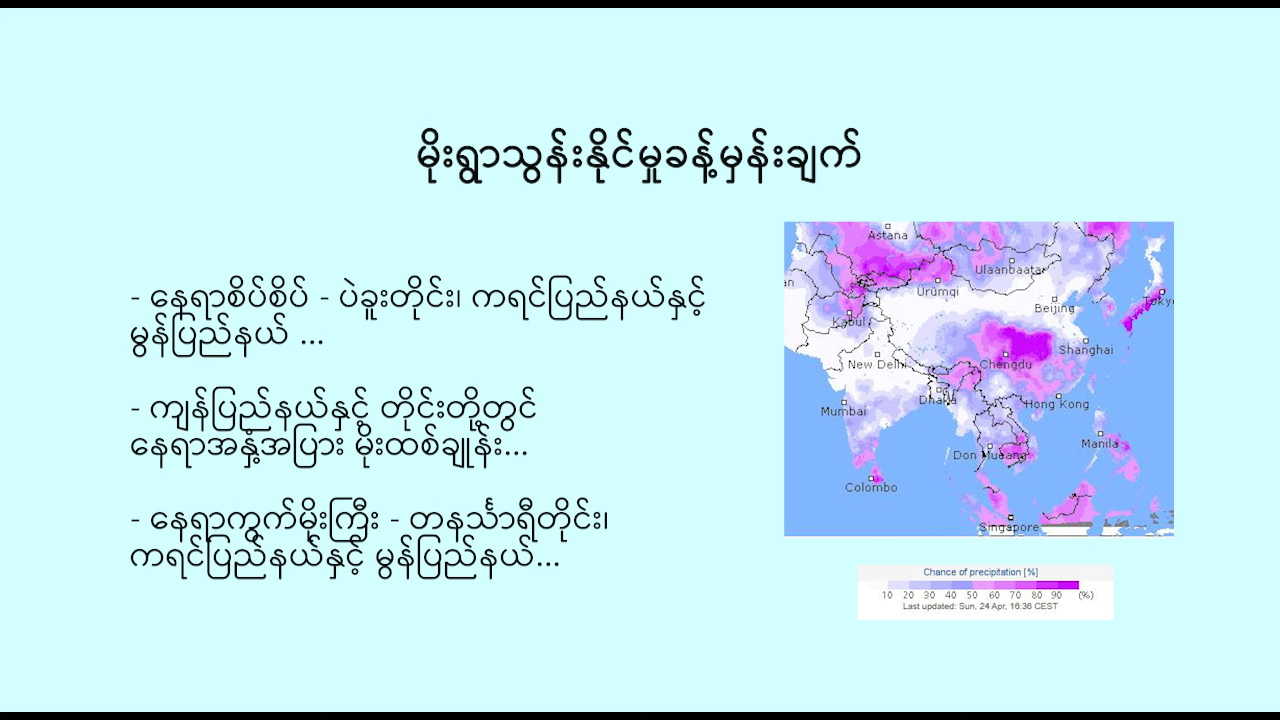 မိုးရွာသွန်းနိုင်မှုခန့်မှန်းချက်
- နေရာစိပ်စိပ် - ပဲခူးတိုင်း၊ ကရင်ပြည်နယ်နှင့်
မွန်ပြည်နယ် ...
- ကျန်ပြည်နယ်နှင့် တိုင်းတို့တွင်
နေရာအနှံ့အပြား မိုးထစ်ချုန်း...
- နေရာကွက်မိုးကြီး - တနင်္သာရီတိုင်း၊
ကရင်ပြည်နယ်နှင့် မွန်ပြည်နယ်...
Astana
Ulaanbaatar
Urümqi
Beijing
Tokyo
Kabul
Shanghai
New Delhi
Chengdu
Dhaka
Hong Kong
Mumbai
Manila
Don Mueang
Colombo
Singapore
Chance of precipitation [%]
10 20 30 40 50 60 70 80 90 (%)
Last updated: Sun, 24 Apr, 16:36 CEST